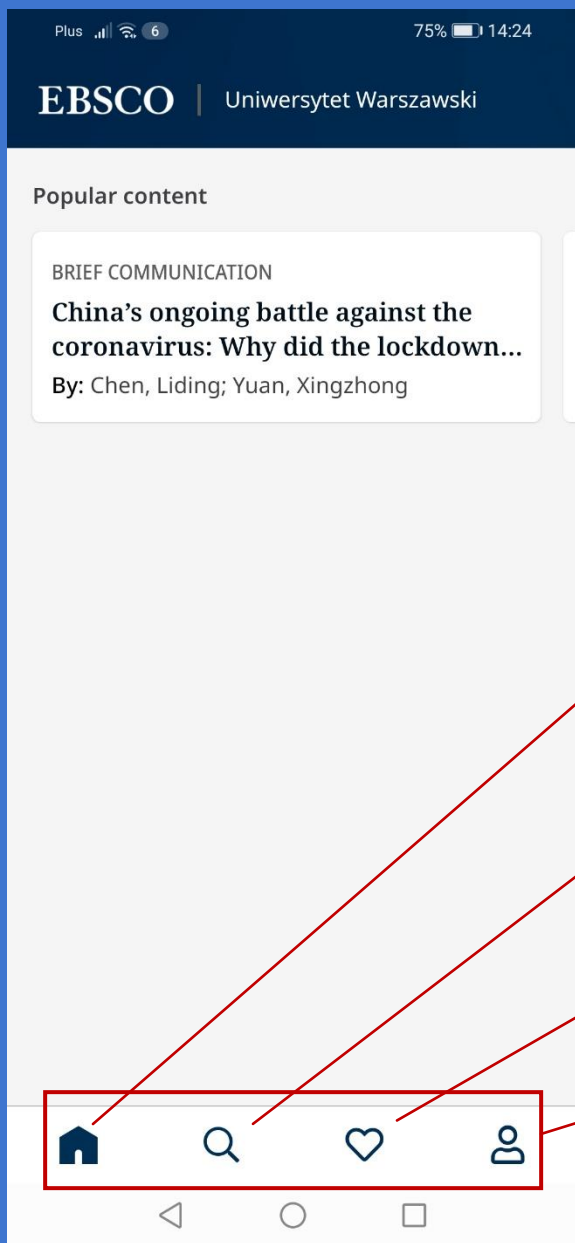 Plus 6 75% 14:24
EBSCO Uniwersytet Warszawski
Popular content
BRIEF COMMUNICATION
China’s ongoing battle against the
coronavirus: Why did the lockdown...
By: Chen, Liding; Yuan, Xingzhong